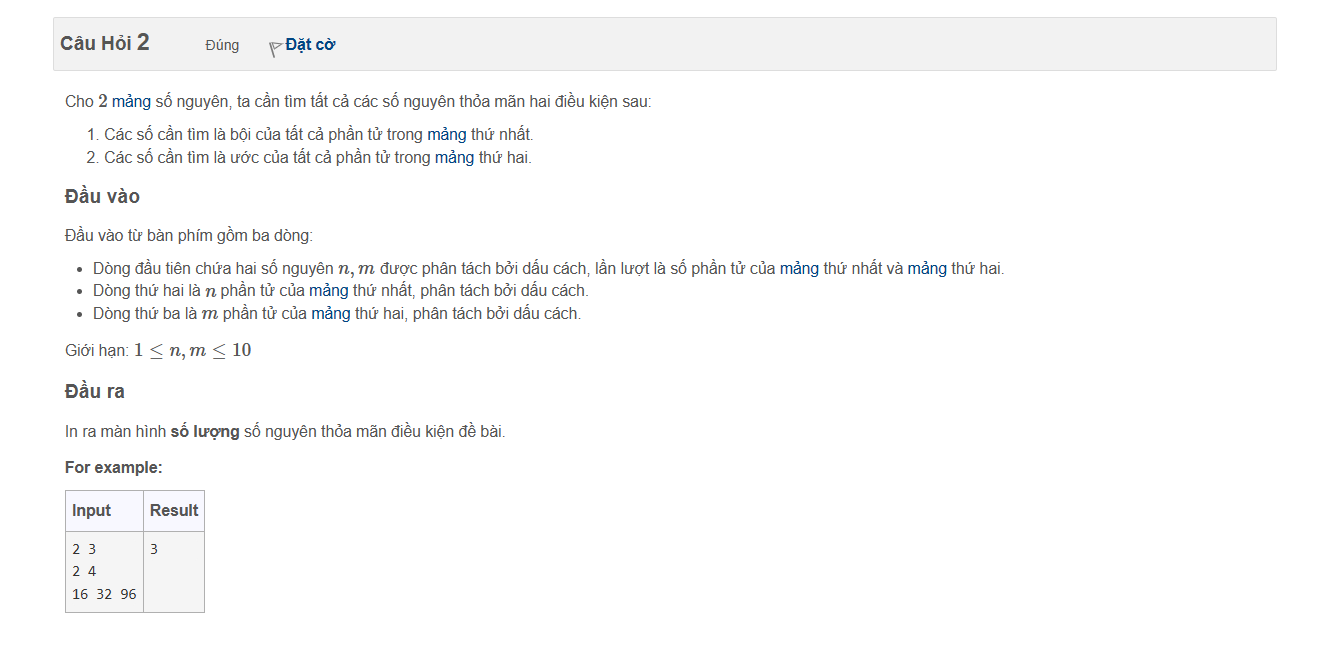 Câu Hỏi 2 Đúng Đặt cờ
Cho 2 mảng số nguyên, ta cần tìm tất cả các số nguyên thỏa mãn hai điều kiện sau:
1. Các số cần tìm là bội của tất cả phần tử trong mảng thứ nhất.
2. Các số cần tìm là ước của tất cả phần tử trong mảng thứ hai.
Đầu vào
Đầu vào từ bàn phím gồm ba dòng:
• Dòng đầu tiên chứa hai số nguyên n, m được phân tách bởi dấu cách, lần lượt là số phần tử của mảng thứ nhất và mảng thứ hai.
• Dòng thứ hai là n phần tử của mảng thứ nhất, phân tách bởi dấu cách.
• Dòng thứ ba là m phần tử của mảng thứ hai, phân tách bởi dấu cách.
Giới hạn: 1 ≤ n, m ≤ 10
Đầu ra
In ra màn hình số lượng số nguyên thỏa mãn điều kiện đề bài.
For example:
Input Result
2 3 3
2 4
16 32 96